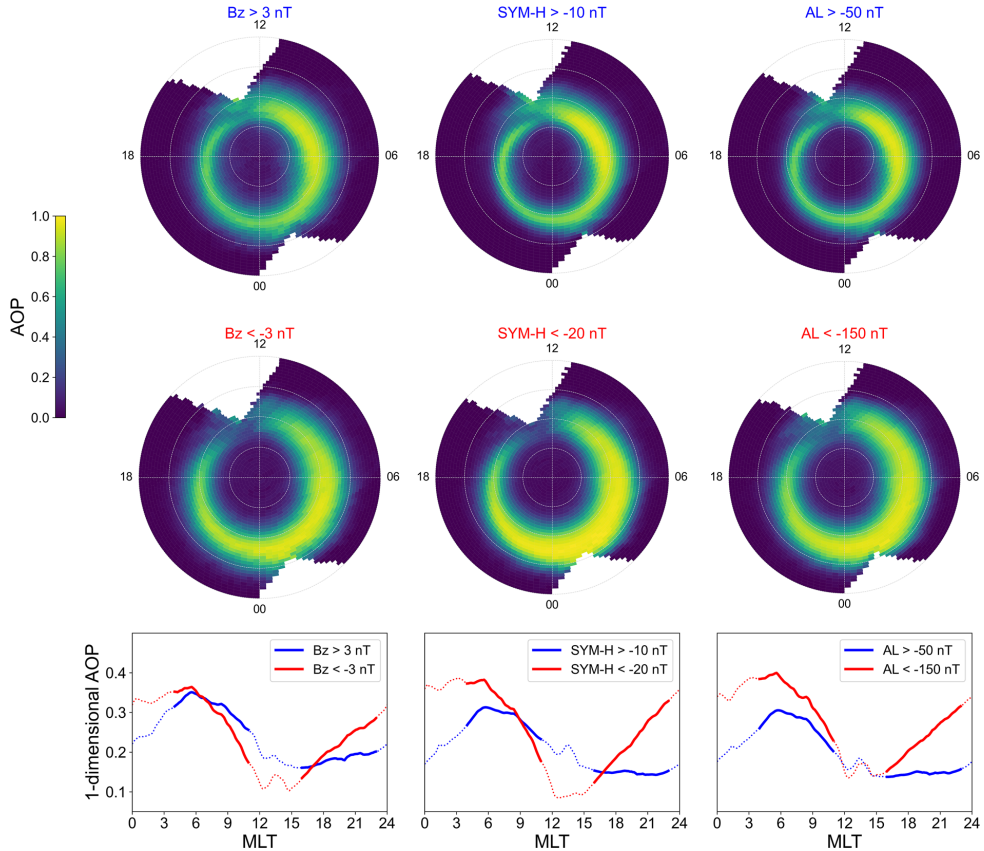 Bz > 3 nT
SYM-H > -10 nT
AL > -50 nT
12
12
12
18
06
06
06
00
00
00
AOP
1.0
0.8
0.6
0.4
0.2
0.0
Bz < -3 nT
SYM-H < -20 nT
AL < -150 nT
12
12
12
18
06
06
06
00
00
00
1-dimensional AOP
0.4
0.3
0.2
0.1
Bz > 3 nT
Bz < -3 nT
SYM-H > -10 nT
SYM-H < -20 nT
AL > -50 nT
AL < -150 nT
0 3 6 9 12 15 18 21 24
0 3 6 9 12 15 18 21 24
0 3 6 9 12 15 18 21 24
MLT
MLT
MLT